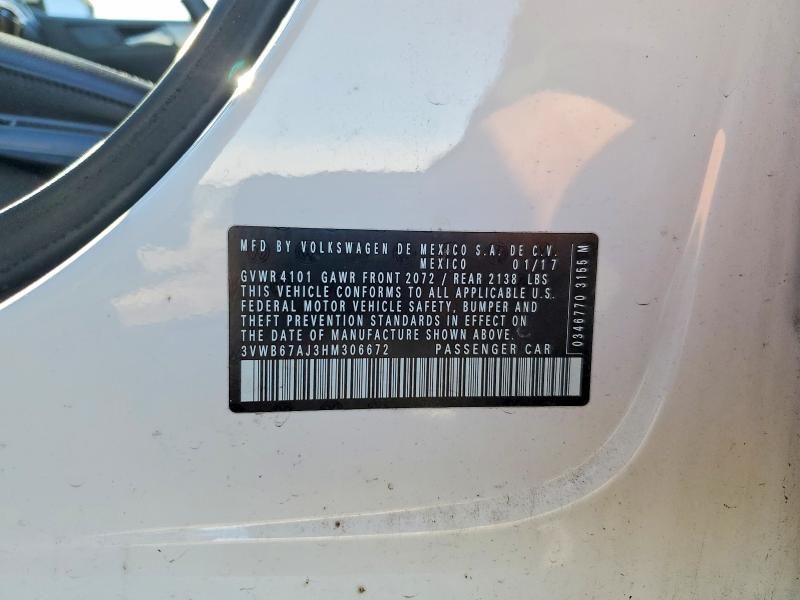 MFD BY VOLKSWAGEN DE MEXICO S.A. DE C.V.
MEXICO 01/17
GVWR 4101 GAWR FRONT 2072 / REAR 2138 LBS
THIS VEHICLE CONFORMS TO ALL APPLICABLE U.S.
FEDERAL MOTOR VEHICLE SAFETY, BUMPER AND
THEFT PREVENTION STANDARDS IN EFFECT ON
THE DATE OF MANUFACTURE SHOWN ABOVE.
3VWB67AJ3HM306672 PASSENGER CAR
0346770 3155 M